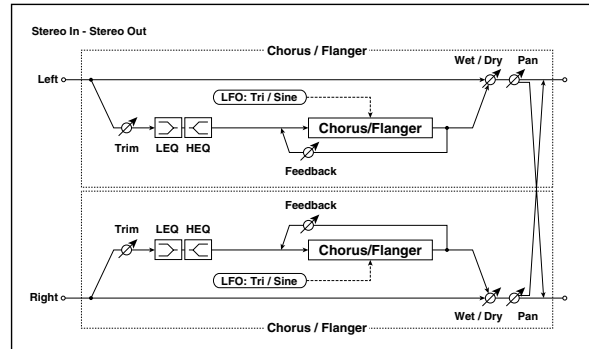 Stereo In - Stereo Out
Chorus / Flanger
Wet / Dry Pan
Left
LFO: Tri / Sine
Chorus/Flanger
Trim LEQ HEQ
Feedback
Feedback
Trim LEQ HEQ
Chorus/Flanger
LFO: Tri / Sine
Right
Wet / Dry Pan
Chorus / Flanger